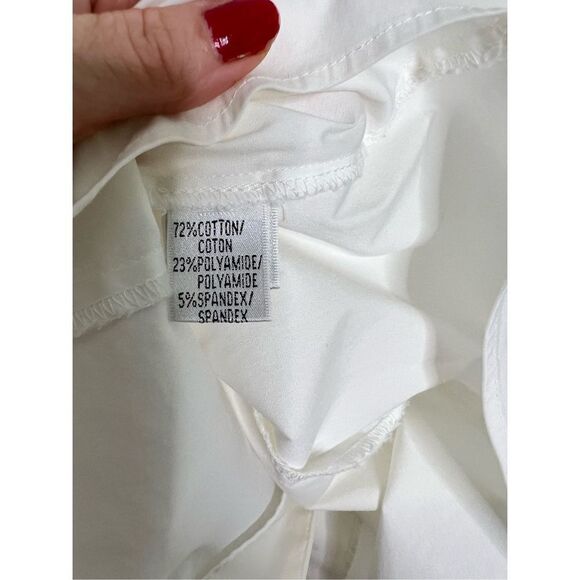 72%COTTON/
COTON
23%POLYAMIDE/
POLYAMIDE
5%SPANDEX/
SPANDEX